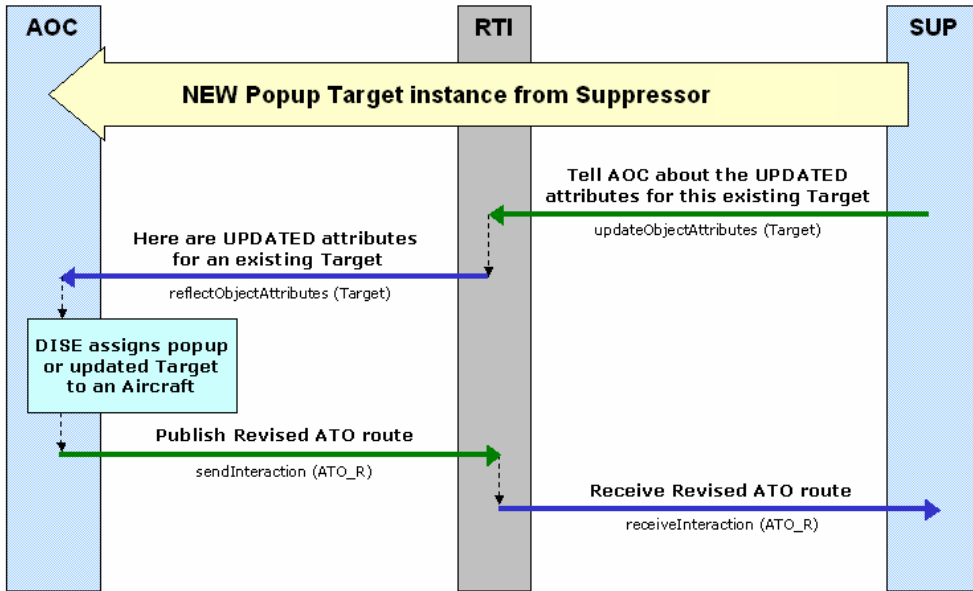 AOC
RTI
SUP
NEW Popup Target instance from Suppressor
Tell AOC about the UPDATED
attributes for this existing Target
updateObjectAttributes (Target)
Here are UPDATED attributes
for an existing Target
reflectObjectAttributes (Target)
DISE assigns popup
or updated Target
to an Aircraft
Publish Revised ATO route
sendInteraction (ATO_R)
Receive Revised ATO route
receiveInteraction (ATO_R)